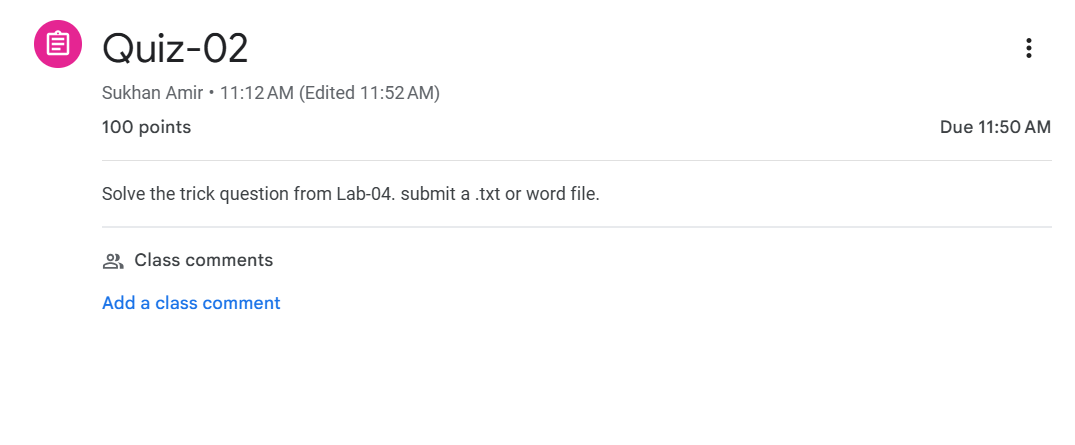 Quiz-02
Sukhan Amir • 11:12 AM (Edited 11:52 AM)
100 points
Due 11:50 AM
Solve the trick question from Lab-04. submit a .txt or word file.
Class comments
Add a class comment